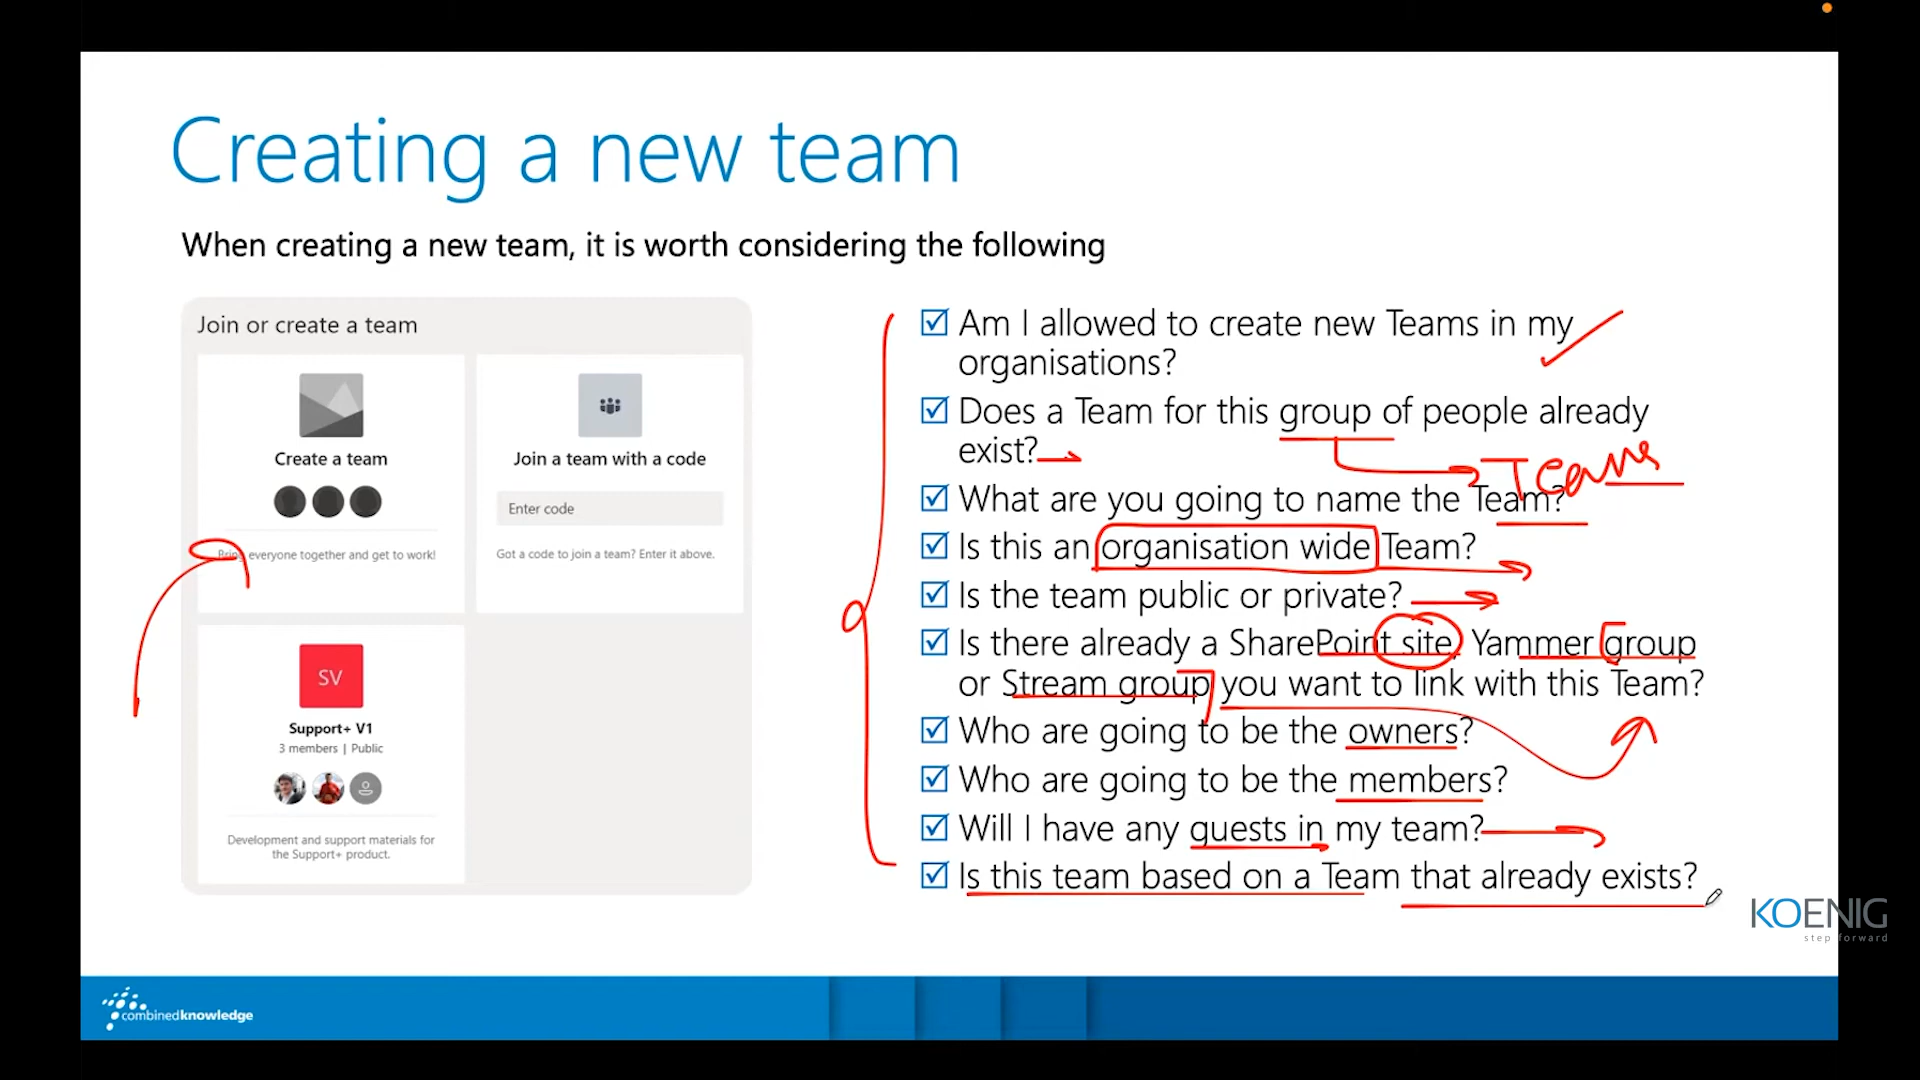 Creating a new team
When creating a new team, it is worth considering the following
Join or create a team
Create a team
Bring everyone together and get to work!
Join a team with a code
Enter code
Got a code to join a team? Enter it above.
SV
Support+ V1
3 members | Public
Development and support materials for
the Support+ product.
Am I allowed to create new Teams in my
organisations?
Does a Team for this group of people already
exist?
Teams
What are you going to name the Team?
Is this an organisation wide Team?
Is the team public or private?
Is there already a SharePoint site, Yammer group
or Stream group you want to link with this Team?
Who are going to be the owners?
Who are going to be the members?
Will I have any guests in my team?
Is this team based on a Team that already exists?
KOENIG
step forward
combinedknowledge